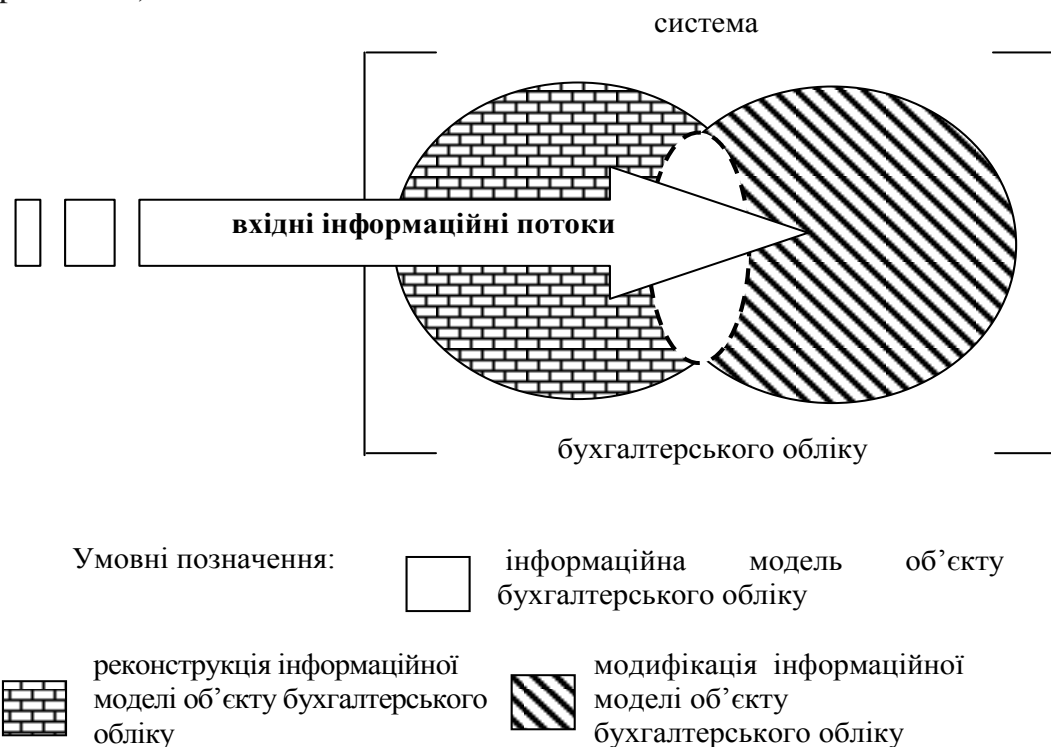 система
вхідні інформаційні потоки
бухгалтерського обліку
Умовні позначення:
інформаційна модель об’єкту
бухгалтерського обліку
реконструкція інформаційної
моделі об’єкту бухгалтерського
обліку
модифікація інформаційної
моделі об’єкту
бухгалтерського обліку